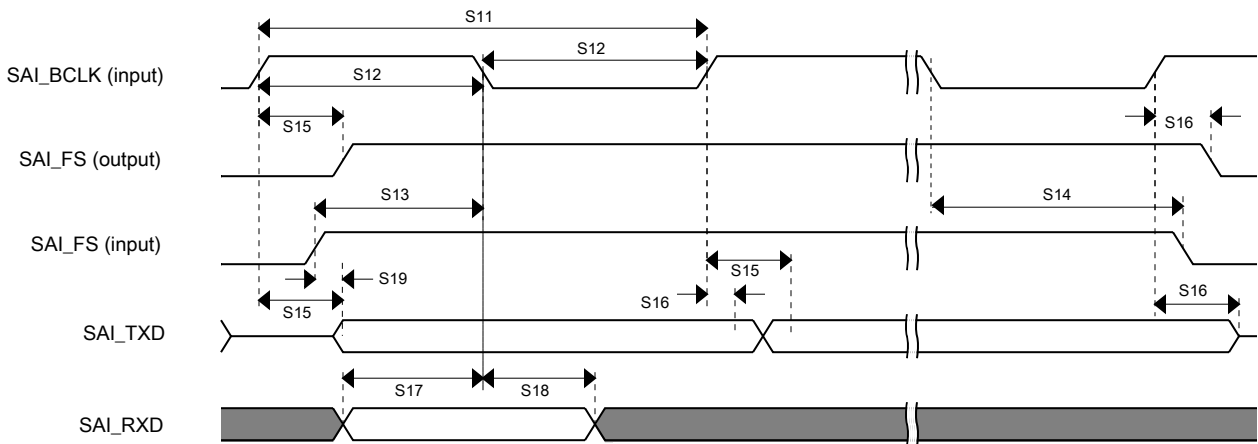 S11
S12
SAI_BCLK (input)
S12
S15
S16
SAI_FS (output)
S13
S14
SAI_FS (input)
S15
S19
S16
S16
S15
SAI_TXD
S17
S18
SAI_RXD